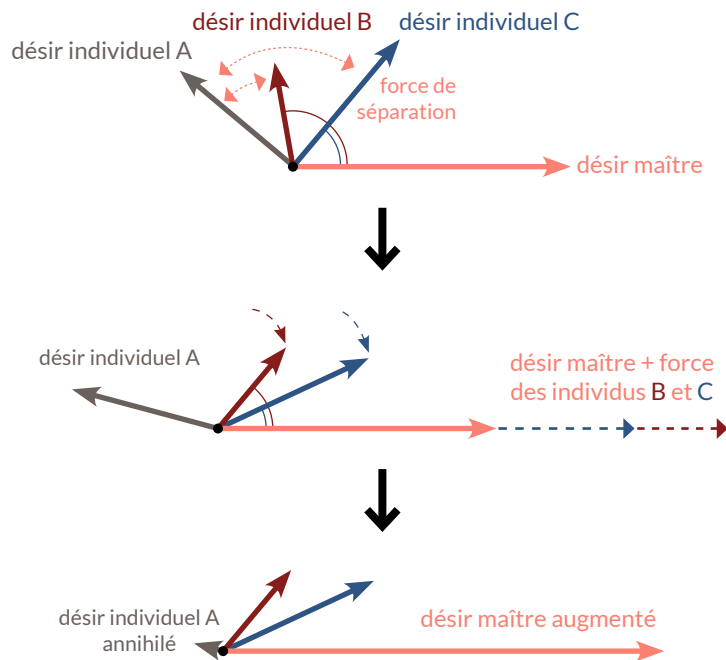 désir individuel B
désir individuel C
désir individuel A
force de
séparation
désir maître
désir individuel A
désir maître + force
des individus B et C
désir individuel A
annihilé
désir maître augmenté